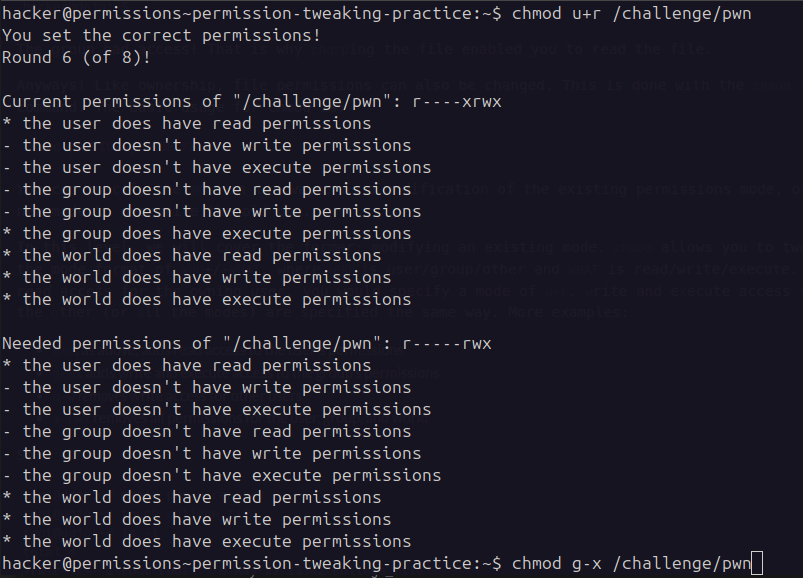 hacker@permissions~permission-tweaking-practice:~$ chmod u+r /challenge/pwn
You set the correct permissions!
Round 6 (of 8)!
Current permissions of "/challenge/pwn": r----xrwx
* the user does have read permissions
- the user doesn't have write permissions
- the user doesn't have execute permissions
- the group doesn't have read permissions
- the group doesn't have write permissions
* the group does have execute permissions
* the world does have read permissions
* the world does have write permissions
* the world does have execute permissions
Needed permissions of "/challenge/pwn": r-----rwx
* the user does have read permissions
- the user doesn't have write permissions
- the user doesn't have execute permissions
- the group doesn't have read permissions
- the group doesn't have write permissions
- the group doesn't have execute permissions
* the world does have read permissions
* the world does have write permissions
* the world does have execute permissions
hacker@permissions~permission-tweaking-practice:~$ chmod g-x /challenge/pwn